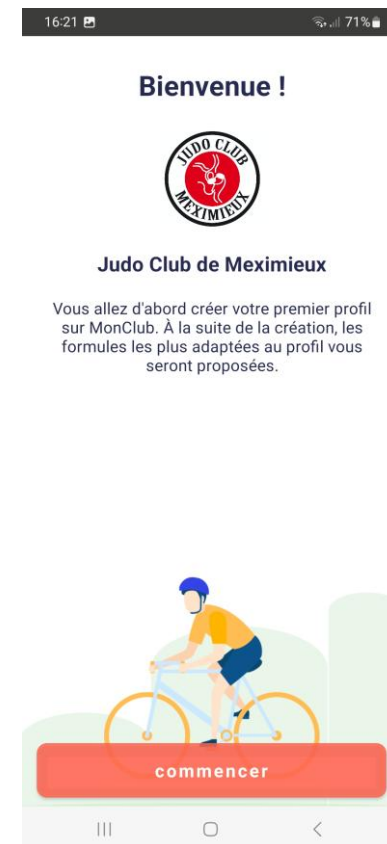 16:21
71%
Bienvenue !
JUDO CLUB
MEXIMIEUX
Judo Club de Meximieux
Vous allez d'abord créer votre premier profil
sur MonClub. À la suite de la création, les
formules les plus adaptées au profil vous
seront proposées.
commencer